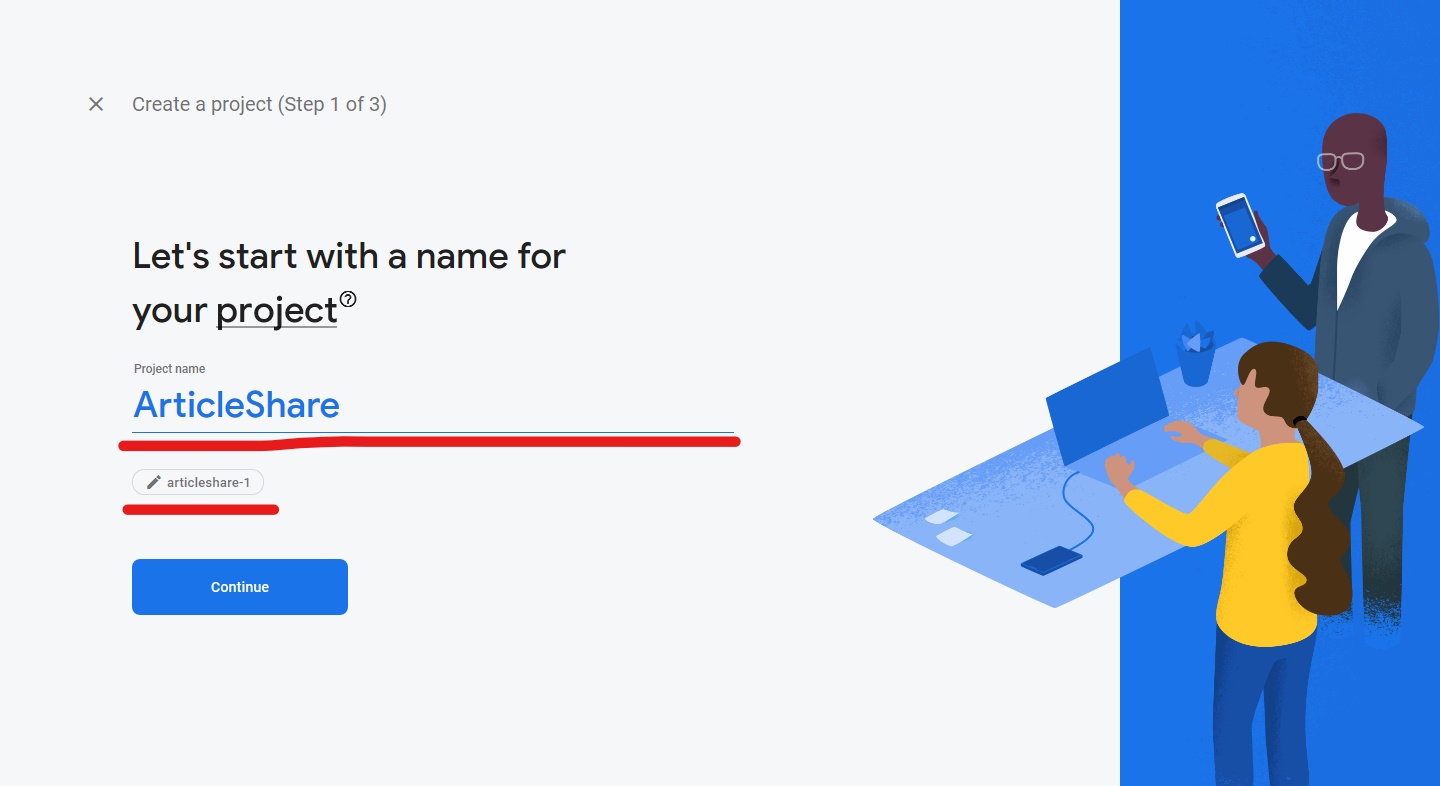 Create a project (Step 1 of 3)
Let's start with a name for
your project
Project name
ArticleShare
articleshare-1
Continue